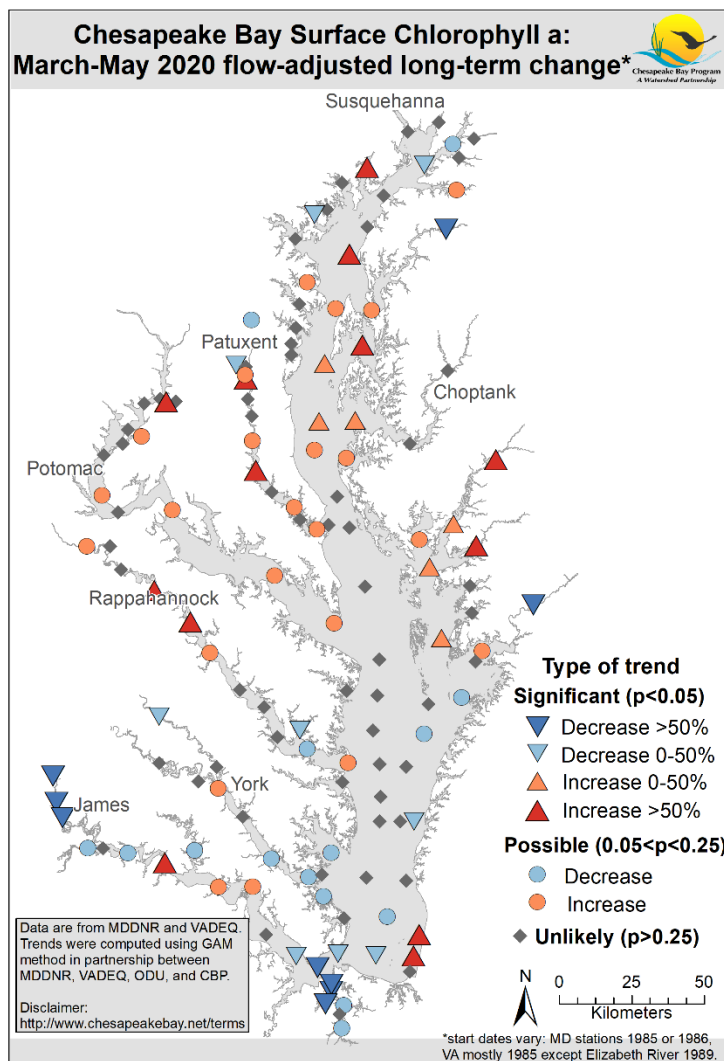 Chesapeake Bay Surface Chlorophyll a:
March-May 2020 flow-adjusted long-term change*
Chesapeake Bay Program
A Watershed Partnership
Susquehanna
Patuxent
Choptank
Potomac
Rappahannock
York
James
Type of trend
Significant (p<0.05)
Decrease >50%
Decrease 0-50%
Increase 0-50%
Increase >50%
Possible (0.05<p<0.25)
Decrease
Increase
Unlikely (p>0.25)
Data are from MDDNR and VADEQ.
Trends were computed using GAM
method in partnership between
MDDNR, VADEQ, ODU, and CBP.
Disclaimer:
http://www.chesapeakebay.net/terms
N
0 25 50
Kilometers
*start dates vary: MD stations 1985 or 1986,
VA mostly 1985 except Elizabeth River 1989.